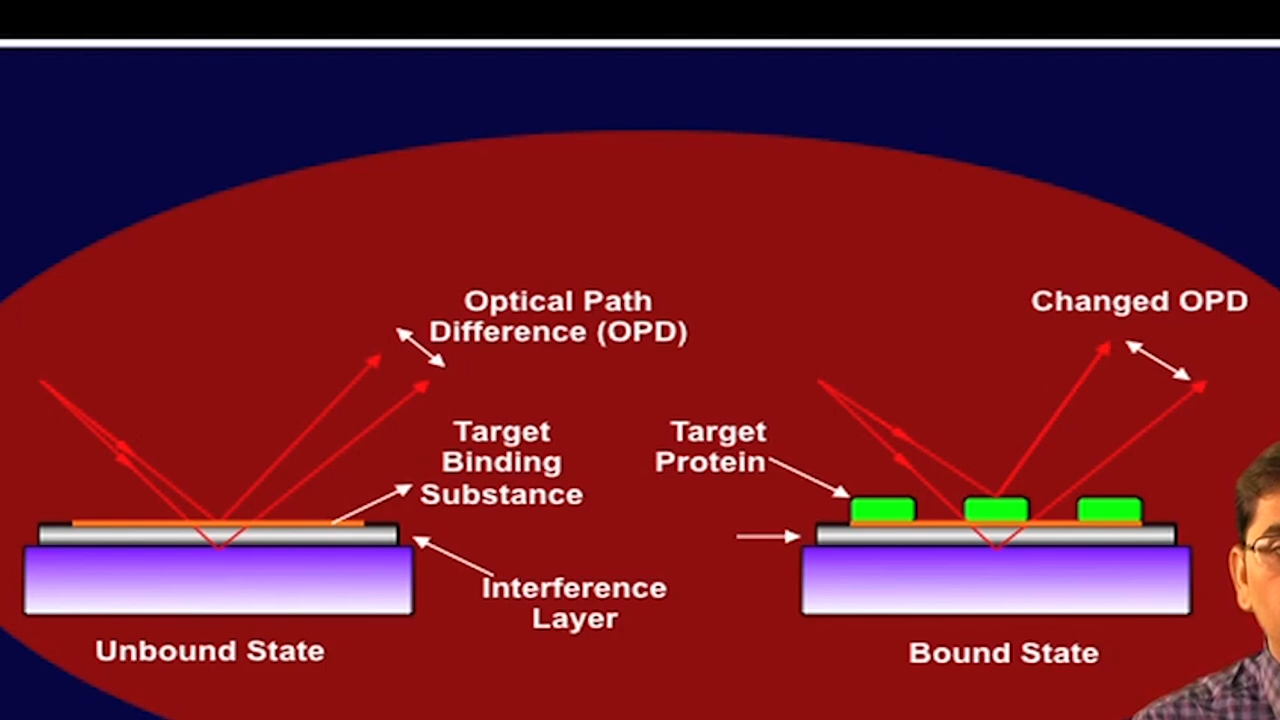 Optical Path
Difference (OPD)
Changed OPD
Target
Binding
Substance
Target
Protein
Interference
Layer
Unbound State
Bound State